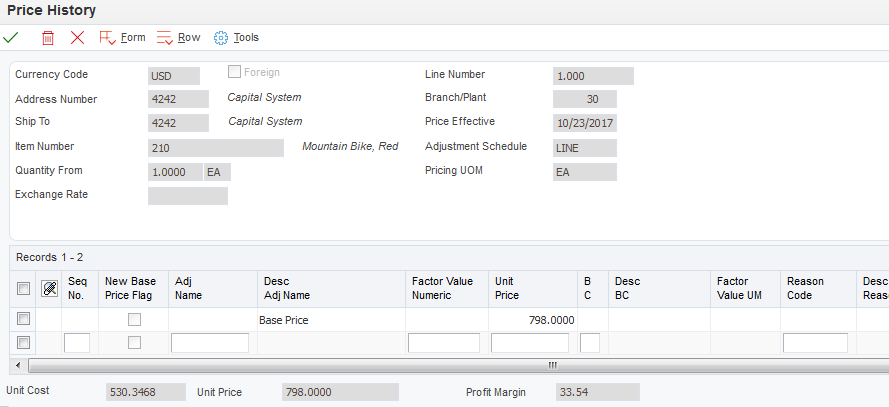 Price History
Form Row Tools
Currency Code USD Foreign Line Number 1.000
Address Number 4242 Capital System Branch/Plant 30
Ship To 4242 Capital System Price Effective 10/23/2017
Item Number 210 Mountain Bike, Red Adjustment Schedule LINE
Quantity From 1.0000 EA Pricing UOM EA
Exchange Rate
Records 1 - 2
Seq New Base Adj Desc Factor Value Unit B Desc Factor Reason Desc
No. Price Flag Name Adj Name Numeric Price C BC Value UM Code Reas
Base Price 798.0000
Unit Cost 530.3468 Unit Price 798.0000 Profit Margin 33.54